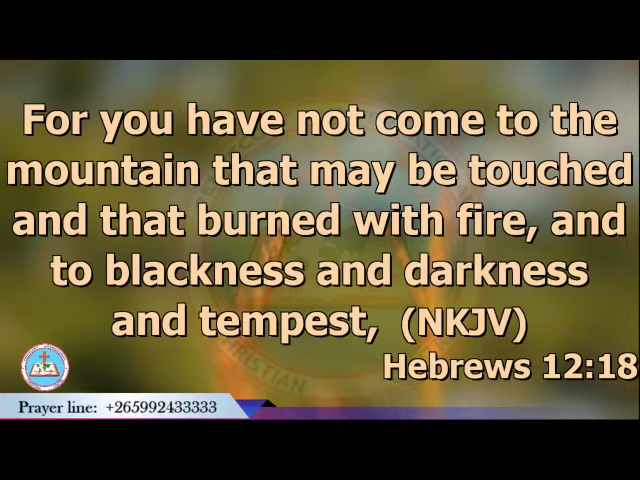 For you have not come to the
mountain that may be touched
and that burned with fire, and
to blackness and darkness
and tempest, (NKJV)
Hebrews 12:18
CHRISTIAN
Prayer line: +265992433333